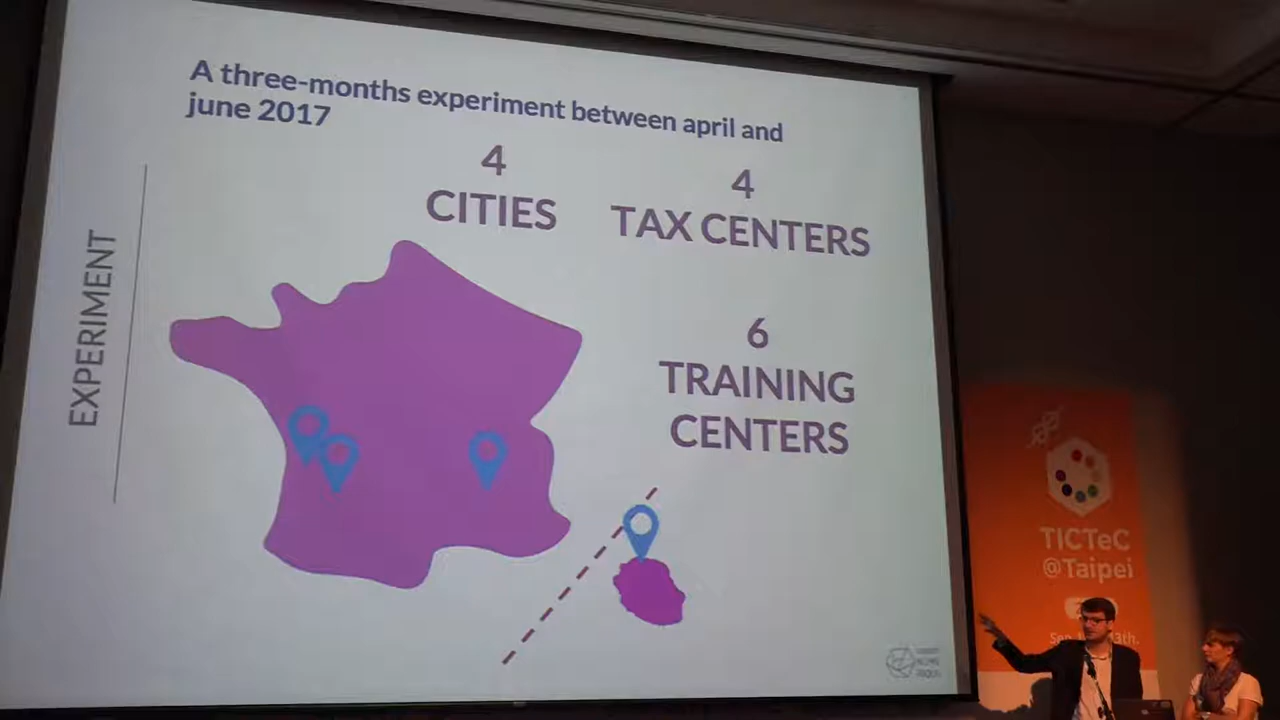 A three-months experiment between april and
june 2017
4
CITIES
4
TAX CENTERS
EXPERIMENT
6
TRAINING
CENTERS
TICTeC
@Taipei